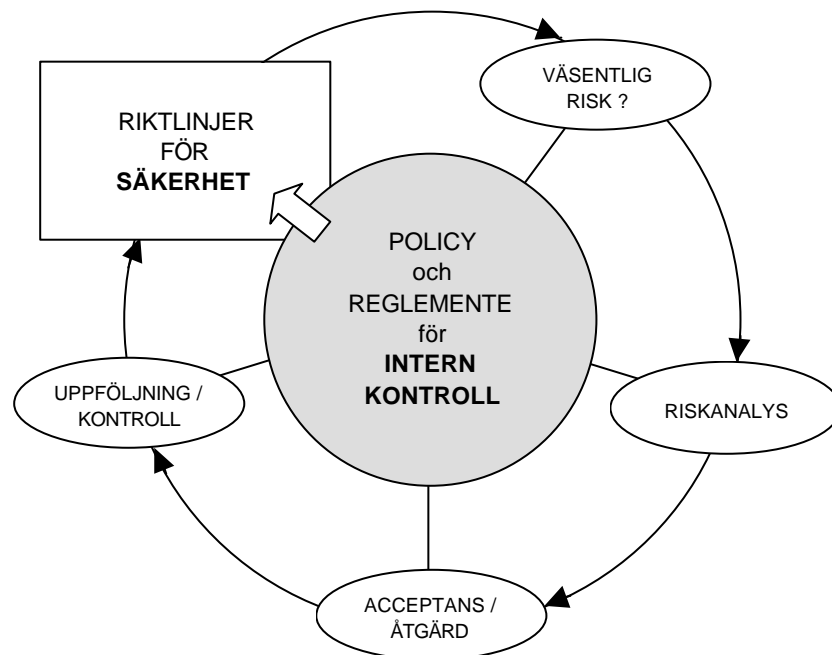 RIKTLINJER
FÖR
SÄKERHET
VÄSENTLIG
RISK ?
POLICY
och
REGLEMENTE
för
INTERN
KONTROLL
UPPFÖLJNING /
KONTROLL
RISKANALYS
ACCEPTANS /
ÅTGÄRD